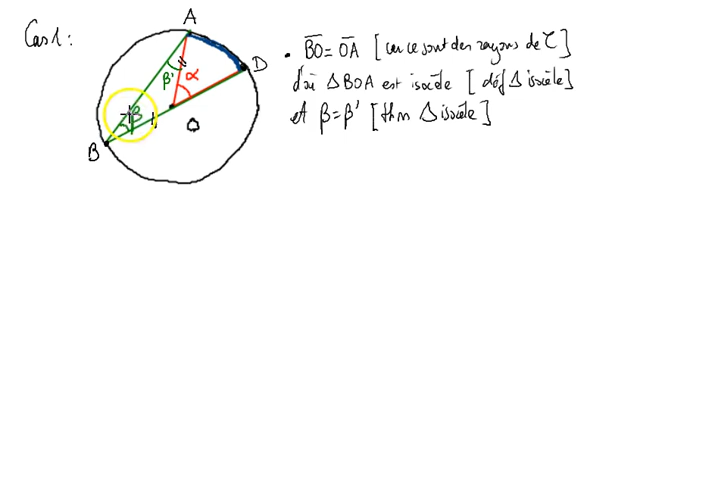 Cas 1:
A
D
B
O
β'
α
β
• BO = OA [car ce sont des rayons de C]
d'où ΔBOA est isocèle [déf Δ isocèle]
et β = β' [thm Δ isocèle]